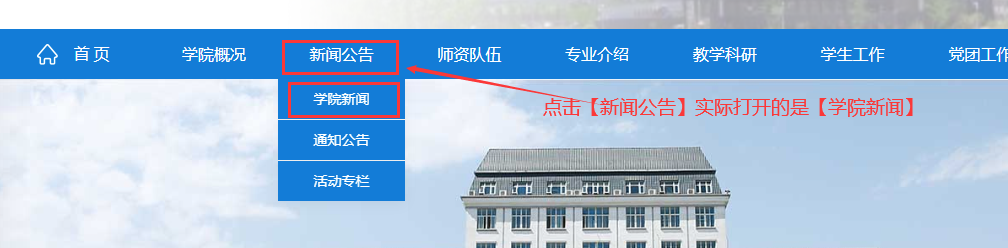 首 页 学院概况 新闻公告 师资队伍 专业介绍 教学科研 学生工作 党团工作
学院新闻
点击【新闻公告】实际打开的是【学院新闻】
通知公告
活动专栏